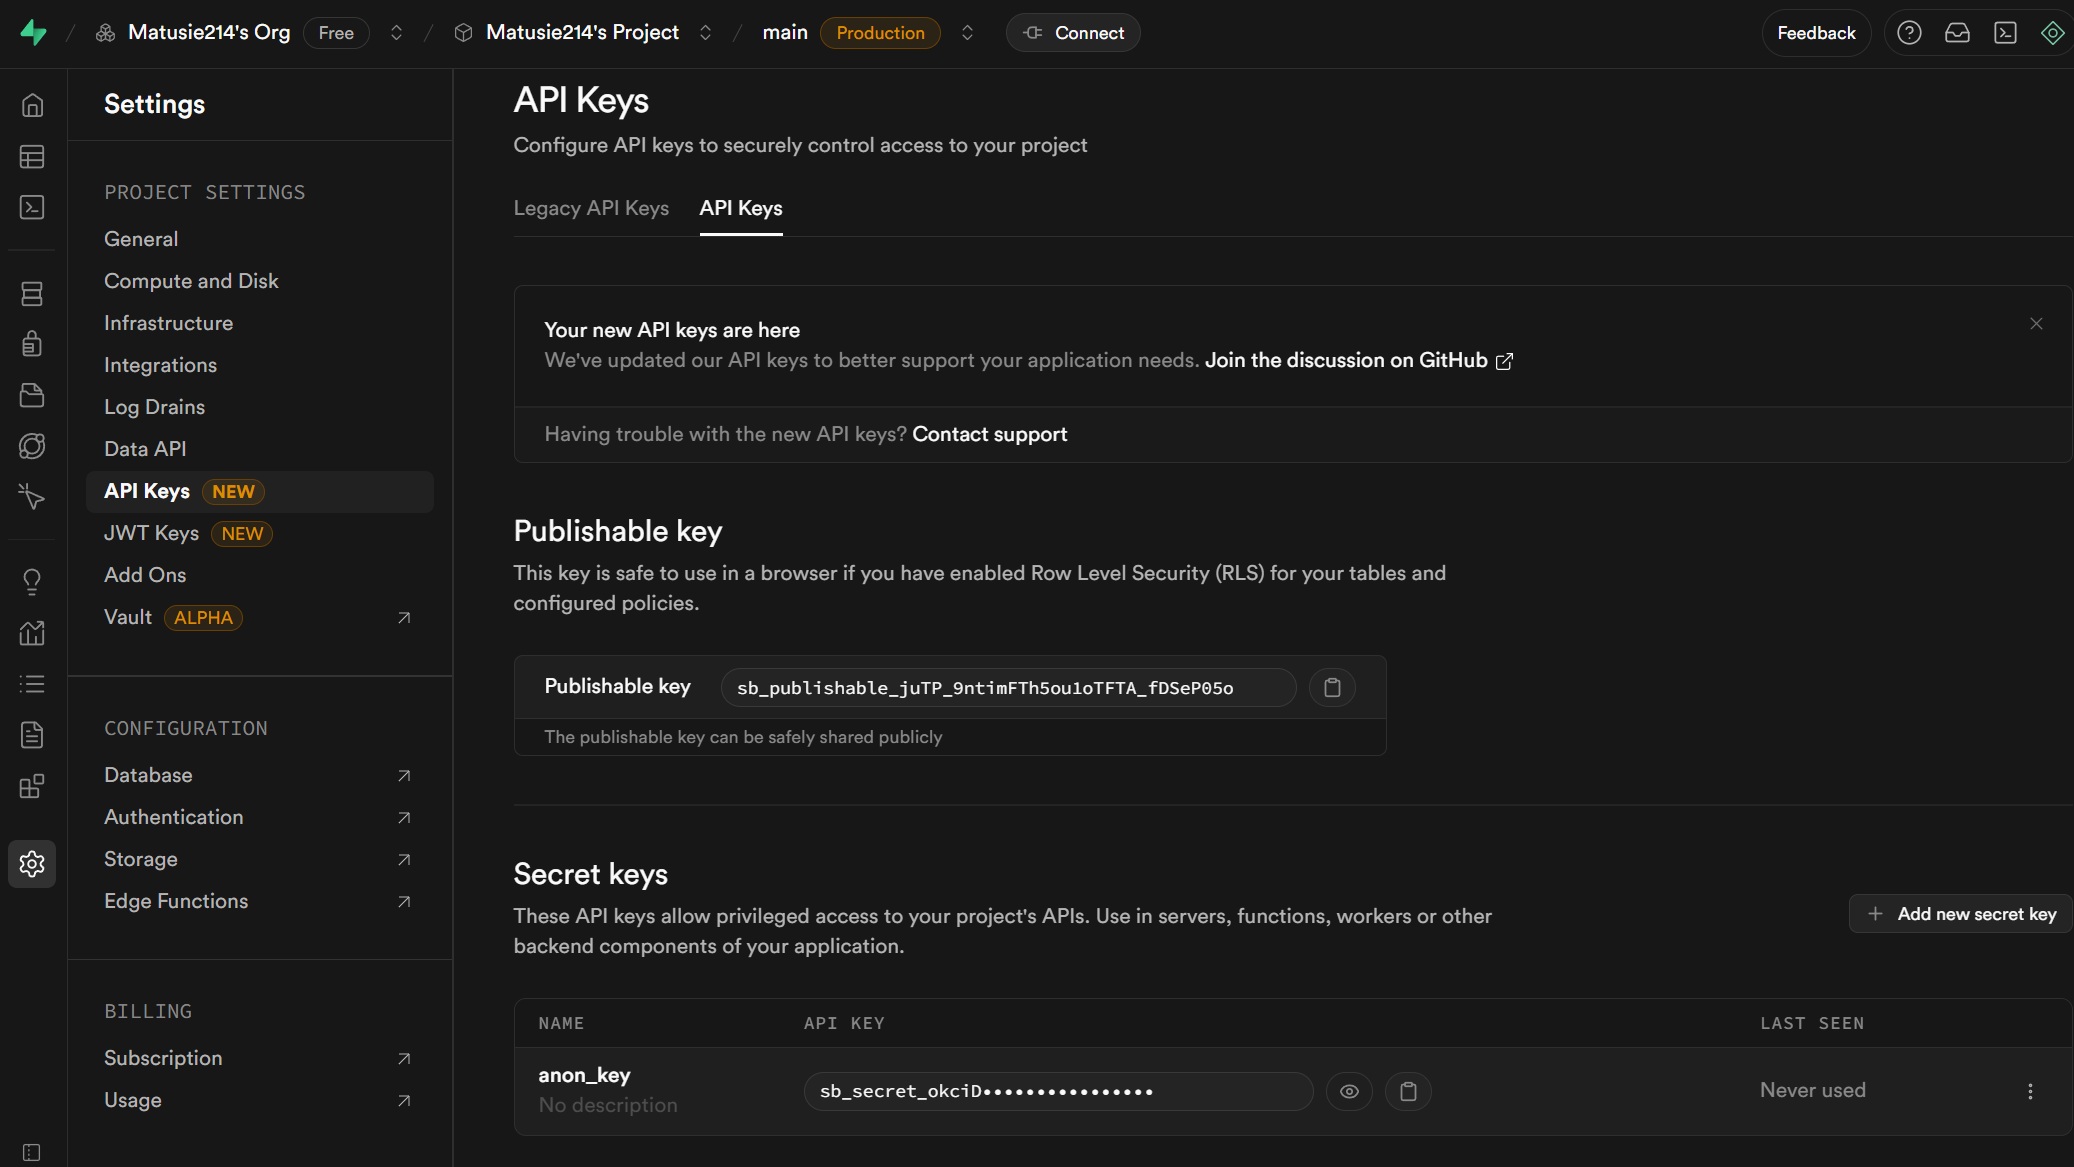 Matusie214's Org Free Matusie214's Project main Production Connect Feedback
Settings
PROJECT SETTINGS
General
Compute and Disk
Infrastructure
Integrations
Log Drains
Data API
API Keys NEW
JWT Keys NEW
Add Ons
Vault ALPHA
CONFIGURATION
Database
Authentication
Storage
Edge Functions
BILLING
Subscription
Usage
API Keys
Configure API keys to securely control access to your project
Legacy API Keys API Keys
Your new API keys are here
We've updated our API keys to better support your application needs. Join the discussion on GitHub
Having trouble with the new API keys? Contact support
Publishable key
This key is safe to use in a browser if you have enabled Row Level Security (RLS) for your tables and
configured policies.
Publishable key sb_publishable_juTP_9ntimFTh5ou1oTFTA_fDSeP05o
The publishable key can be safely shared publicly
Secret keys
These API keys allow privileged access to your project's APIs. Use in servers, functions, workers or other
backend components of your application.
Add new secret key
NAME API KEY LAST SEEN
anon_key sb_secret_okciD•••••••••••••••• Never used
No description